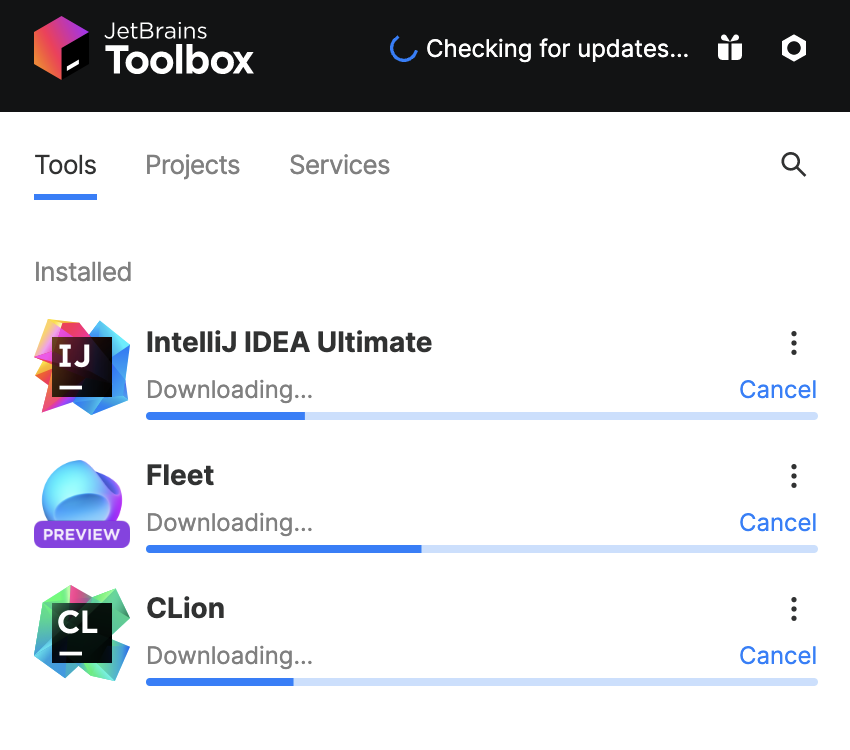 JetBrains
Toolbox
Checking for updates...
Tools
Projects
Services
Installed
IJ
IntelliJ IDEA Ultimate
Downloading...
Cancel
PREVIEW
Fleet
Downloading...
Cancel
CL
CLion
Downloading...
Cancel